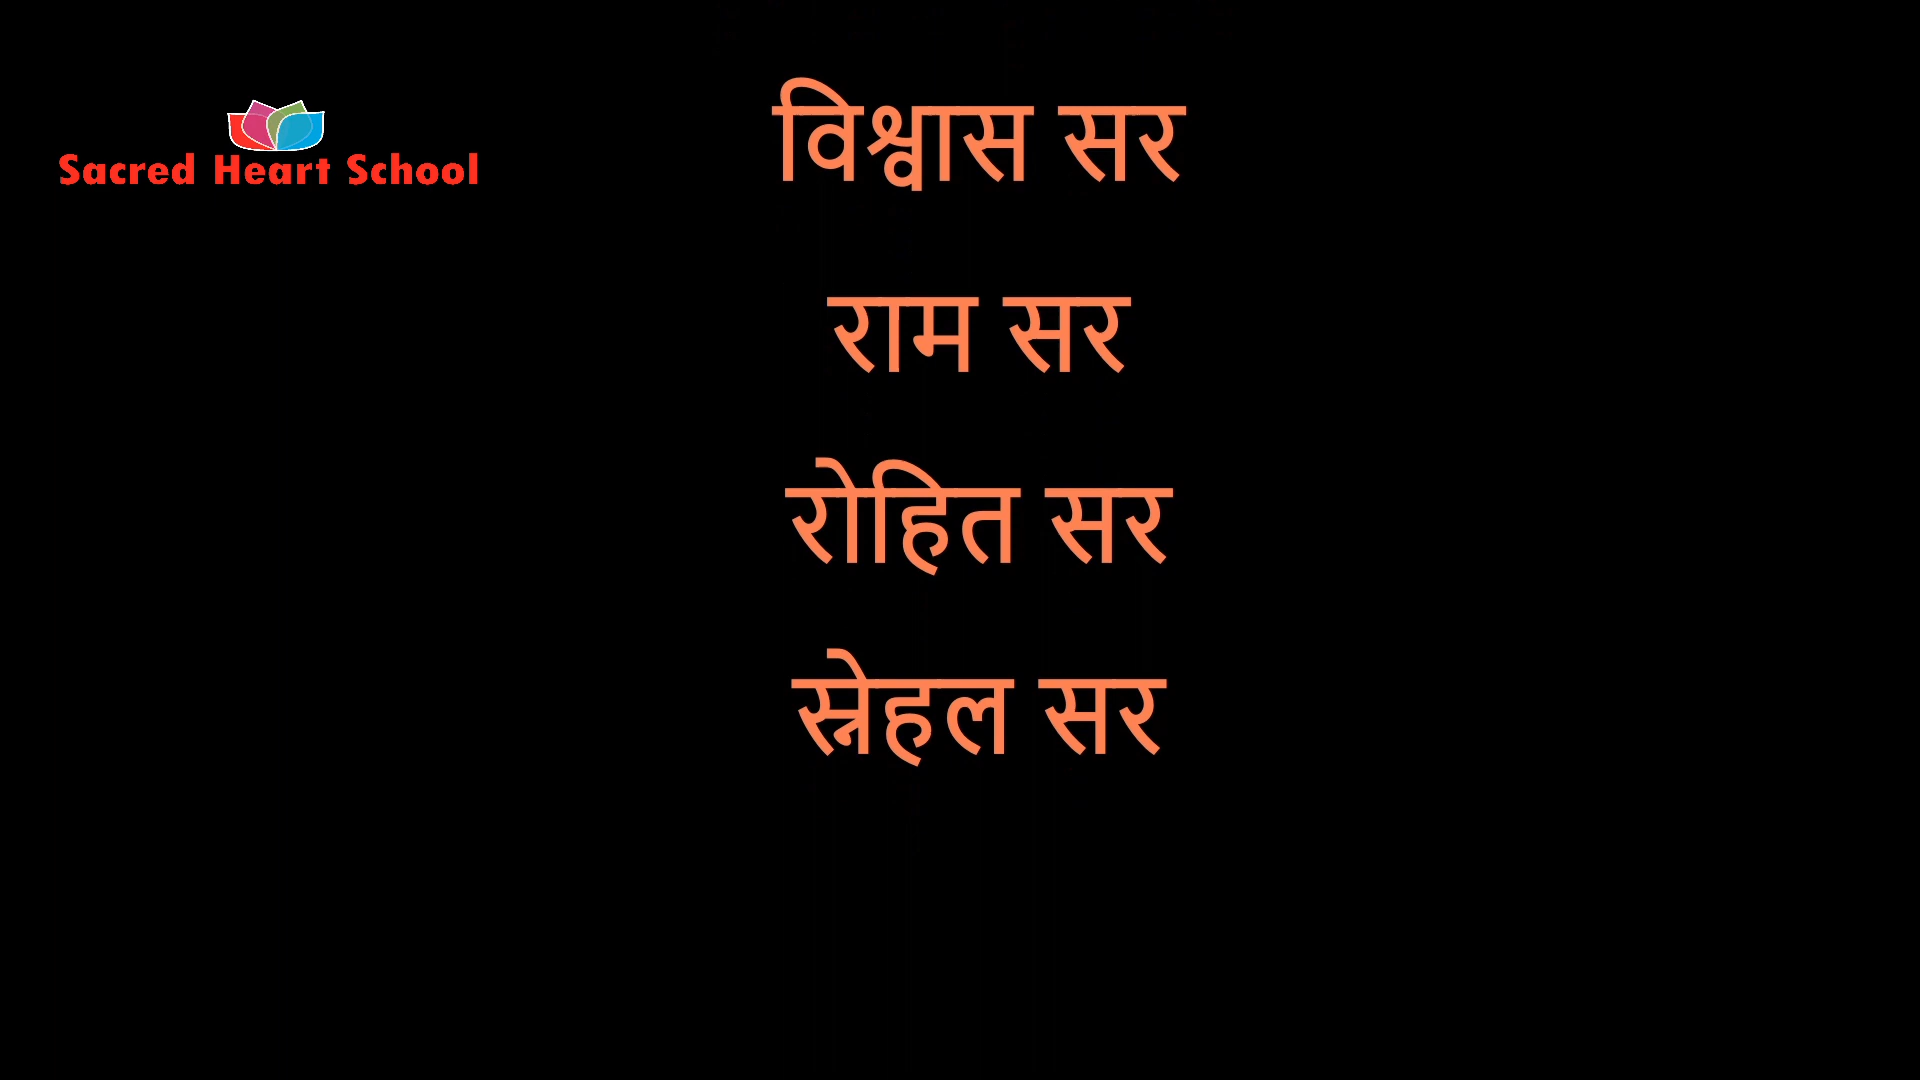 Sacred Heart School
विश्वास सर
राम सर
रोहित सर
स्नेहल सर